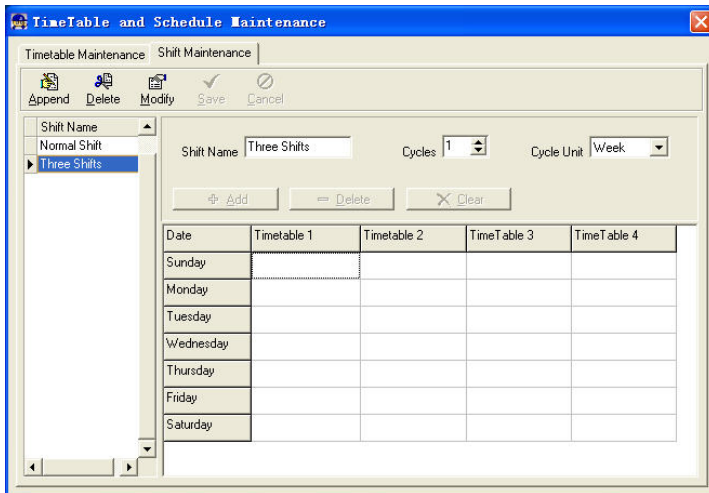 TimeTable and Schedule Maintenance
Timetable Maintenance Shift Maintenance
Append Delete Modify Save Cancel
Shift Name
Normal Shift
Three Shifts
Shift Name Three Shifts Cycles 1 Cycle Unit Week
Add Delete Clear
Date Timetable 1 Timetable 2 TimeTable 3 TimeTable 4
Sunday
Monday
Tuesday
Wednesday
Thursday
Friday
Saturday